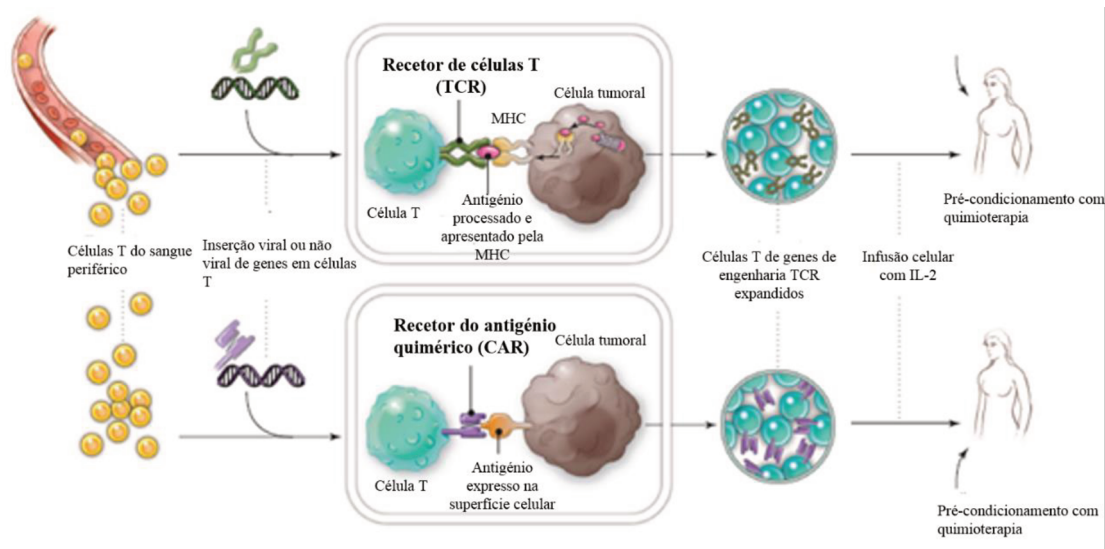 Recetor de células T
(TCR)
Célula tumoral
MHC
Célula T
Antigénio
processado e
apresentado pela
MHC
Pré-condicionamento com
quimioterapia
Células T do sangue
periférico
Inserção viral ou não
viral de genes em células
T
Células T de genes de
engenharia TCR
expandidos
Infusão celular
com IL-2
Recetor do antigénio
quimérico (CAR)
Célula tumoral
Célula T
Antigénio
expresso na
superfície celular
Pré-condicionamento com
quimioterapia